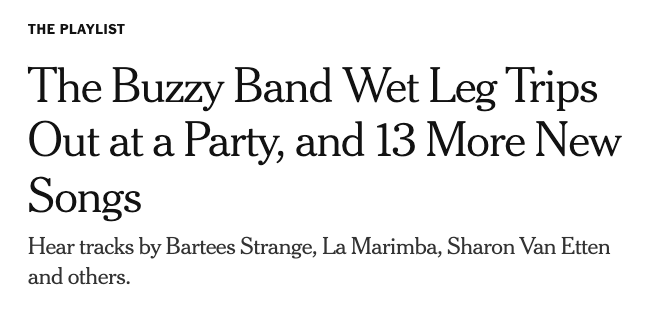 THE PLAYLIST
The Buzzy Band Wet Leg Trips
Out at a Party, and 13 More New
Songs
Hear tracks by Bartees Strange, La Marimba, Sharon Van Etten
and others.